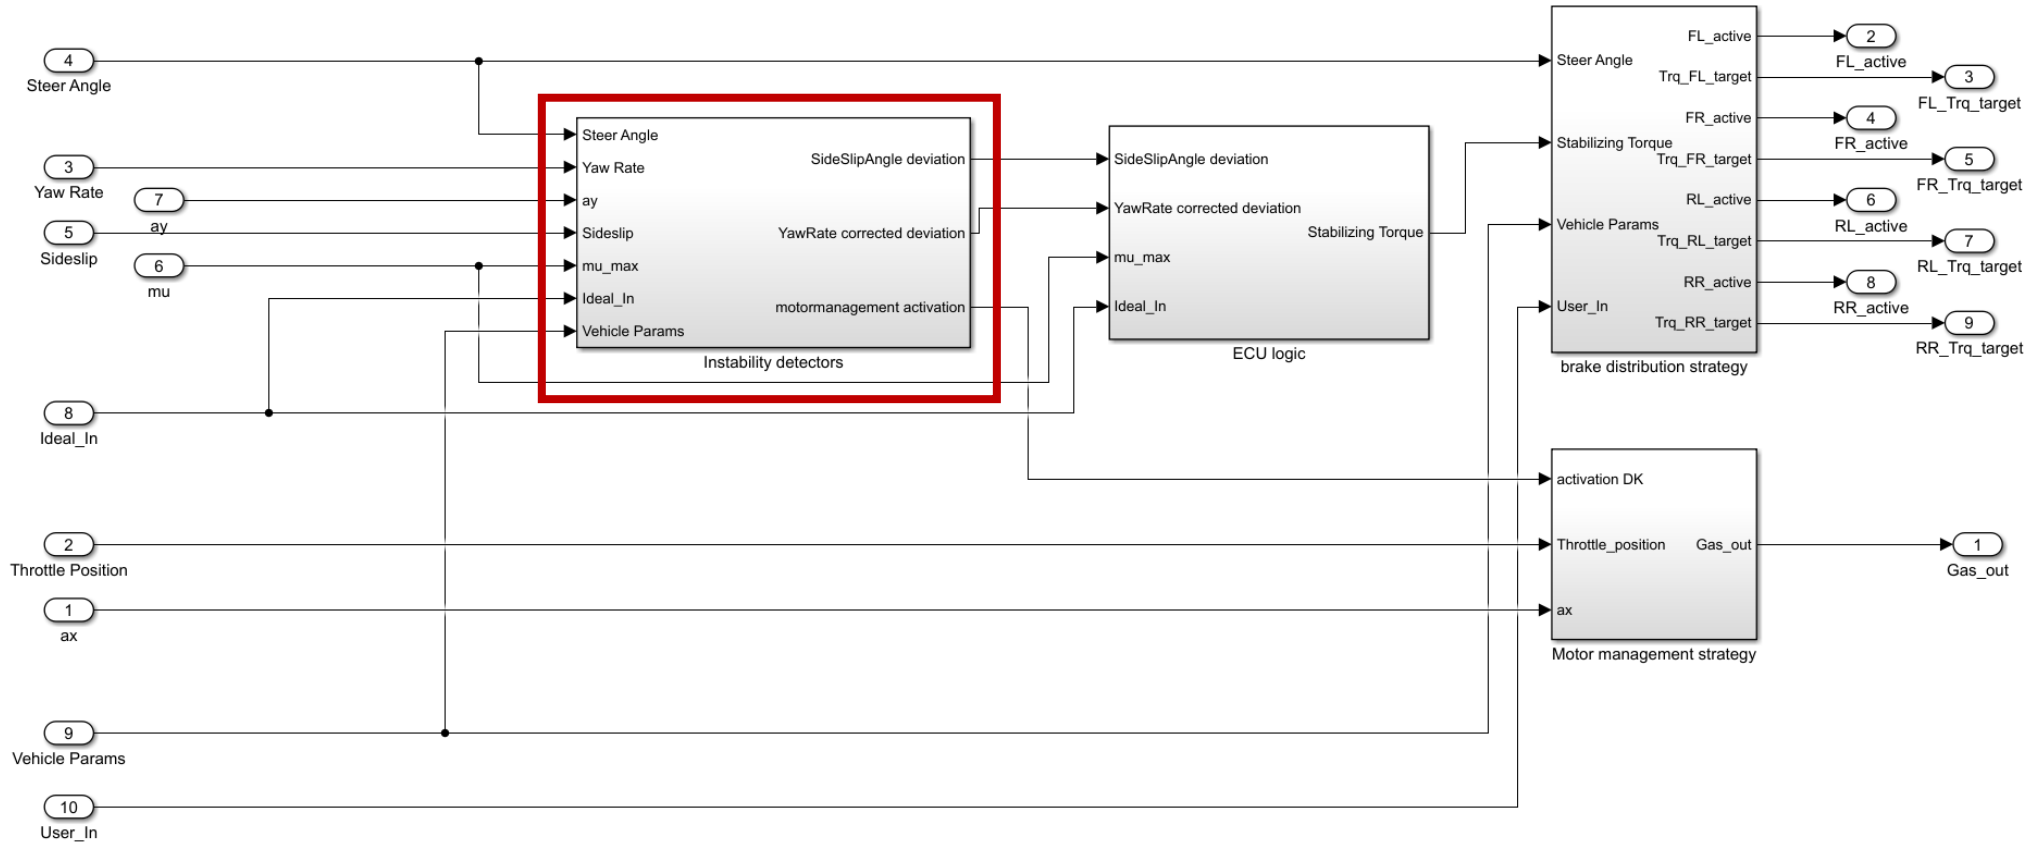 4
Steer Angle
3
Yaw Rate
7
ay
5
Sideslip
6
mu
8
Ideal_In
2
Throttle Position
1
ax
9
Vehicle Params
10
User_In
Steer Angle
Yaw Rate
ay
Sideslip
mu_max
Ideal_In
Vehicle Params
SideSlipAngle deviation
YawRate corrected deviation
motormanagement activation
Instability detectors
SideSlipAngle deviation
YawRate corrected deviation
mu_max
Ideal_In
Stabilizing Torque
ECU logic
Steer Angle
Stabilizing Torque
Vehicle Params
User_In
FL_active
Trq_FL_target
FR_active
Trq_FR_target
RL_active
Trq_RL_target
RR_active
Trq_RR_target
brake distribution strategy
activation DK
Throttle_position
ax
Gas_out
Motor management strategy
2
FL_active
3
FL_Trq_target
4
FR_active
5
FR_Trq_target
6
RL_active
7
RL_Trq_target
8
RR_active
9
RR_Trq_target
1
Gas_out